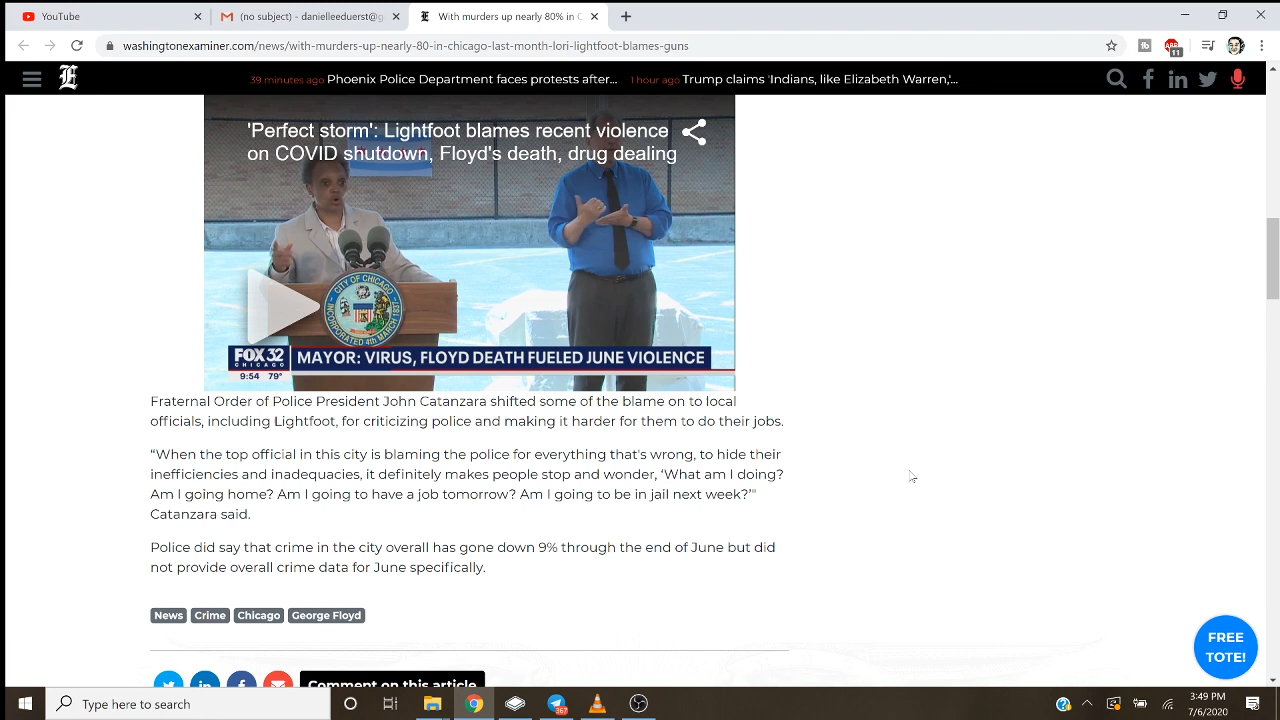 YouTube
(no subject) - danielleeduerst@g
With murders up nearly 80% in C
washingtonexaminer.com/news/with-murders-up-nearly-80-in-chicago-last-month-lori-lightfoot-blames-guns
11
39 minutes ago Phoenix Police Department faces protests after...
1 hour ago Trump claims 'Indians, like Elizabeth Warren,'...
'Perfect storm': Lightfoot blames recent violence
on COVID shutdown, Floyd's death, drug dealing
CITY OF CHICAGO
INCORPORATED 4th MARCH 1837
FOX 32
CHICAGO
MAYOR: VIRUS, FLOYD DEATH FUELED JUNE VIOLENCE
9:54 79°
Fraternal Order of Police President John Catanzara shifted some of the blame on to local
officials, including Lightfoot, for criticizing police and making it harder for them to do their jobs.
“When the top official in this city is blaming the police for everything that's wrong, to hide their
inefficiencies and inadequacies, it definitely makes people stop and wonder, ‘What am I doing?
Am I going home? Am I going to have a job tomorrow? Am I going to be in jail next week?’"
Catanzara said.
Police did say that crime in the city overall has gone down 9% through the end of June but did
not provide overall crime data for June specifically.
News Crime Chicago George Floyd
FREE
TOTE!
Comment on this article
Type here to search
367
3:49 PM
7/6/2020